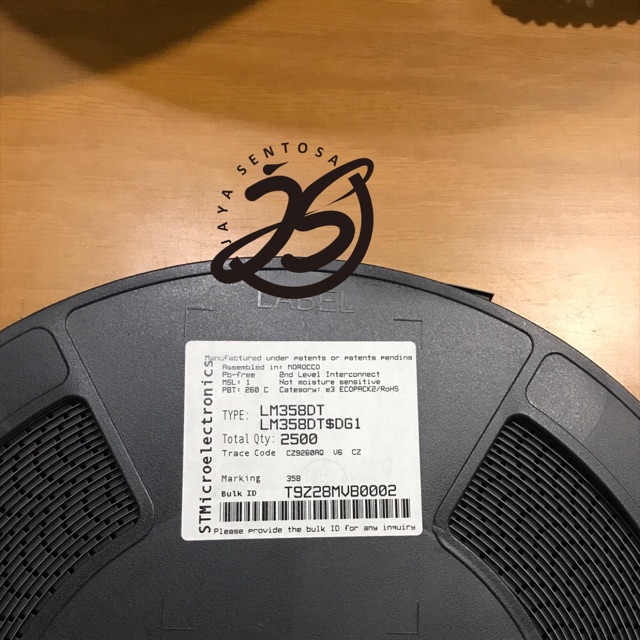 JAYA SENTOSA
JS
LABEL
STMicroelectronics
Manufactured under patents or patents pending
Assembled in: MOROCCO
Pb-free 2nd Level Interconnect
MSL: 1 Not moisture sensitive
PBT: 260 C Category: e3 ECOPACK2/RoHS
TYPE: LM358DT
LM358DT$DG1
Total Qty: 2500
Trace Code CZ9260AQ V6 CZ
Marking 358
Bulk ID T9Z28MVB0002
Please provide the bulk ID for any inquiry